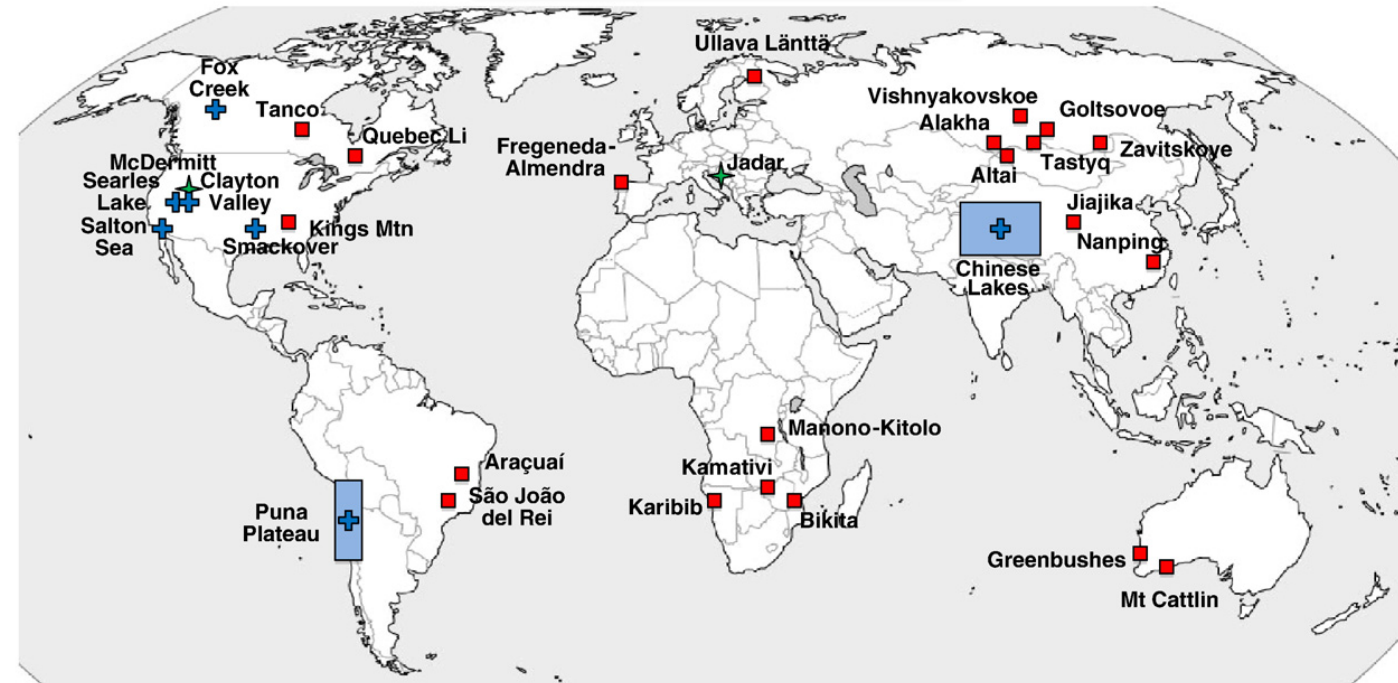 Ullava Länttä
Fox
Creek
Tanco
Quebec Li
Vishnyakovskoe
Goltsovoe
Alakha
Zavitskoye
Tastyq
Altai
Fregeneda-
Almendra
Jadar
McDermitt
Searles
Lake
Clayton
Valley
Salton
Sea
Smackover
Kings Mtn
Jiajika
Nanping
Chinese
Lakes
Manono-Kitolo
Kamativi
Karibib
Bikita
Araçuaí
São João
del Rei
Puna
Plateau
Greenbushes
Mt Cattlin